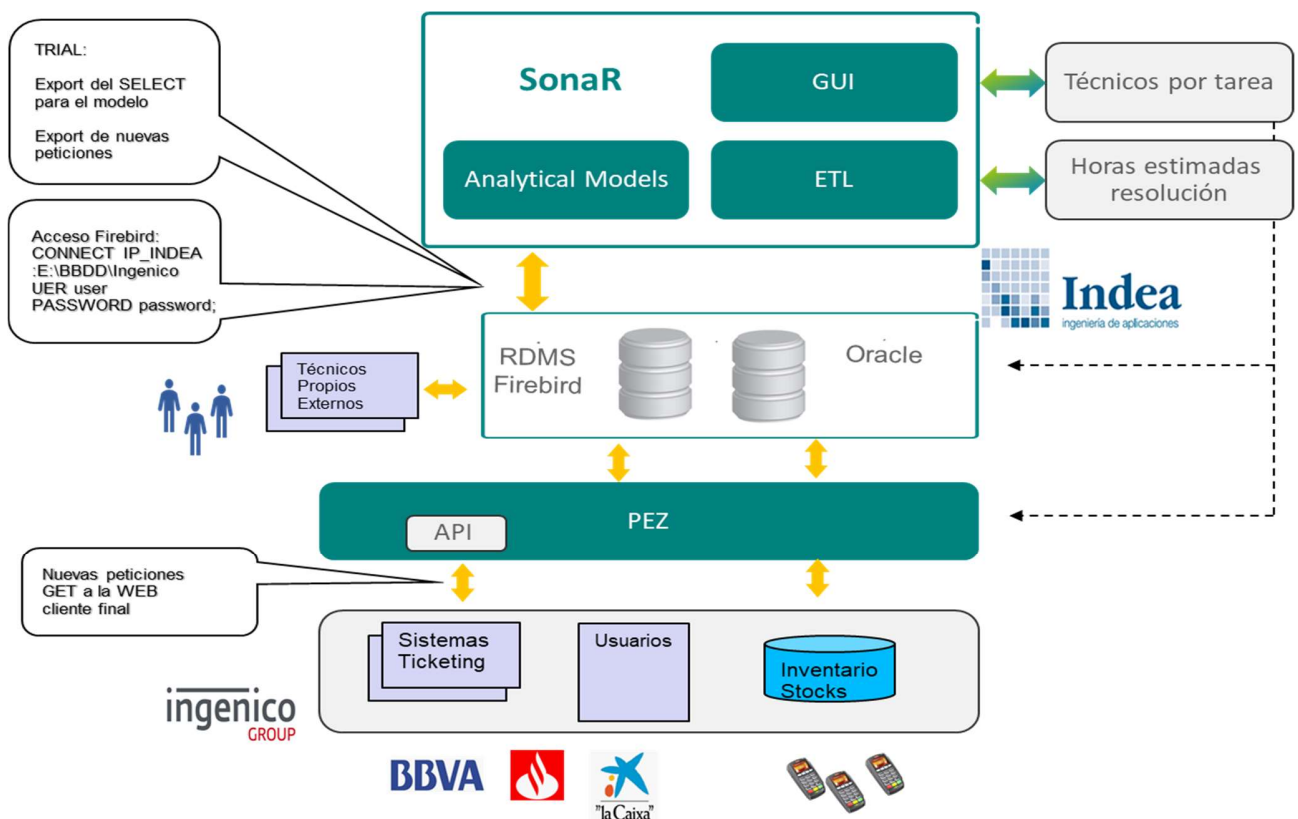 TRIAL:
Export del SELECT
para el modelo
Export de nuevas
peticiones
SonaR
GUI
Analytical Models
ETL
Técnicos por tarea
Horas estimadas
resolución
Acceso Firebird:
CONNECT IP_INDEA
:E:\BBDD\Ingenico
UER user
PASSWORD password;
Indea
ingeniería de aplicaciones
RDMS
Firebird
Oracle
Técnicos
Propios
Externos
PEZ
API
Nuevas peticiones
GET a la WEB
cliente final
Sistemas
Ticketing
Usuarios
Inventario
Stocks
ingenico
GROUP
BBVA
"la Caixa"